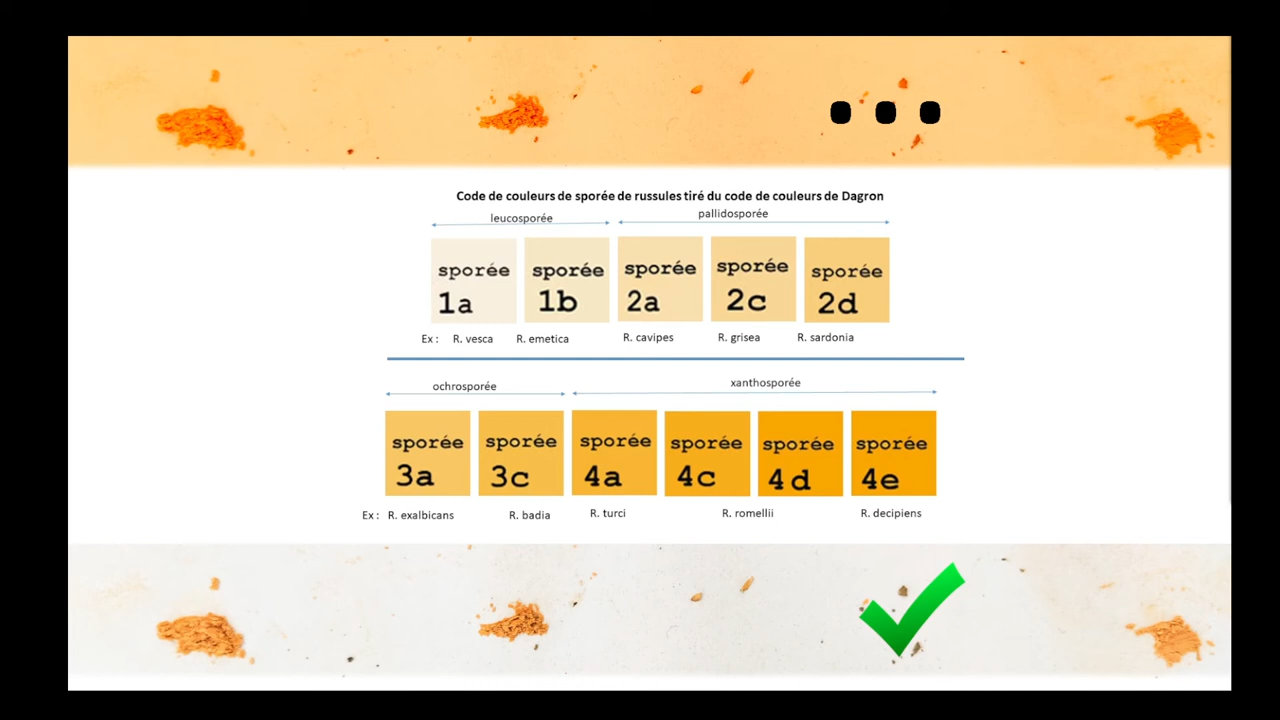 Code de couleurs de sporée de russules tiré du code de couleurs de Dagron
leucosporée pallidosporée
sporée sporée sporée sporée sporée
1a 1b 2a 2c 2d
Ex : R. vesca R. emetica R. cavipes R. grisea R. sardonia
ochrosporée xanthosporée
sporée sporée sporée sporée sporée sporée
3a 3c 4a 4c 4d 4e
Ex : R. exalbicans R. badia R. turci R. romellii R. decipiens